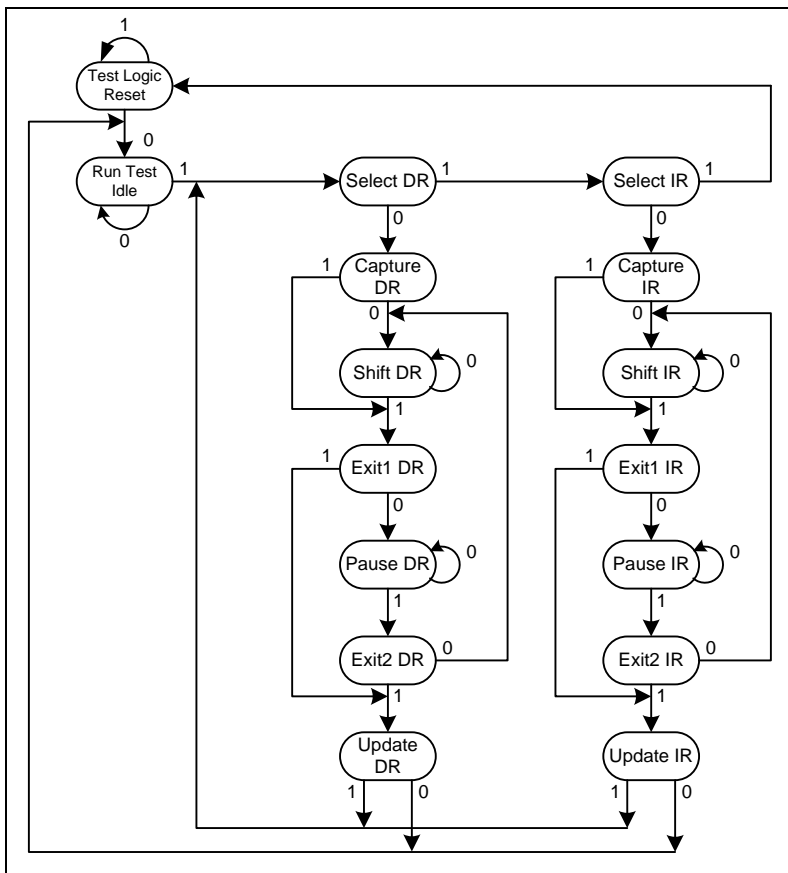 1
Test Logic
Reset
0
Run Test
Idle
1
0
Select DR
1
0
Select IR
1
0
Capture
DR
1
0
Capture
IR
1
0
Shift DR
0
1
Shift IR
0
1
Exit1 DR
1
0
Exit1 IR
1
0
Pause DR
0
1
Pause IR
0
1
Exit2 DR
0
1
Exit2 IR
0
1
Update
DR
1
0
Update IR
1
0